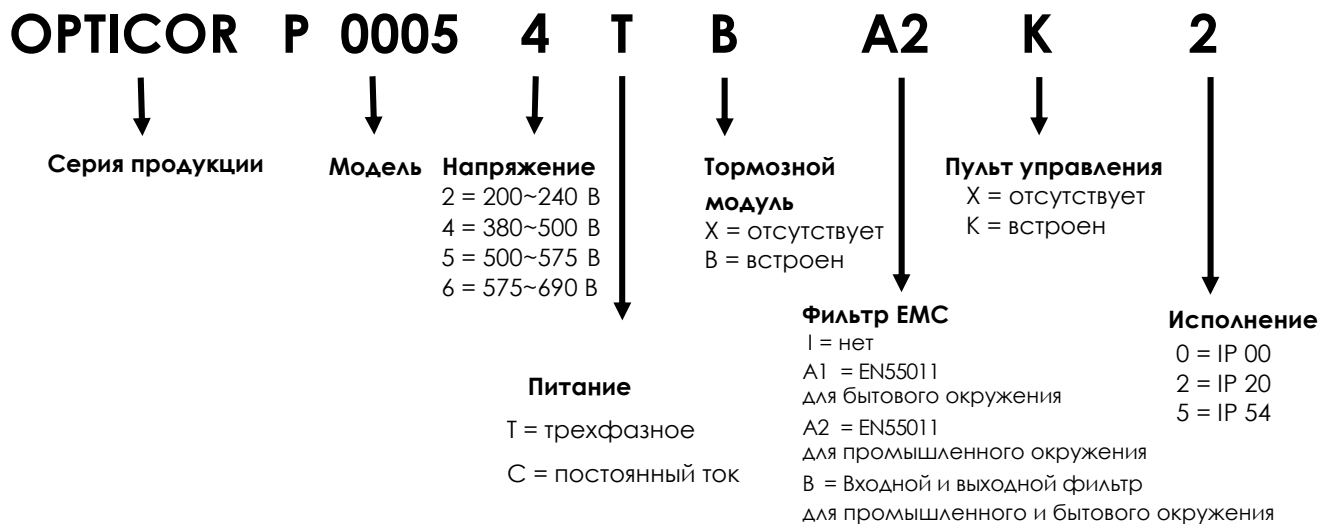 OPTICOR P 0005 4 T B A2 K 2
Серия продукции
Модель
Напряжение
2 = 200~240 В
4 = 380~500 В
5 = 500~575 В
6 = 575~690 В
Питание
T = трехфазное
C = постоянный ток
Тормозной
модуль
X = отсутствует
B = встроен
Фильтр EMC
I = нет
A1 = EN55011
для бытового окружения
A2 = EN55011
для промышленного окружения
B = Входной и выходной фильтр
для промышленного и бытового окружения
Пульт управления
X = отсутствует
K = встроен
Исполнение
0 = IP 00
2 = IP 20
5 = IP 54